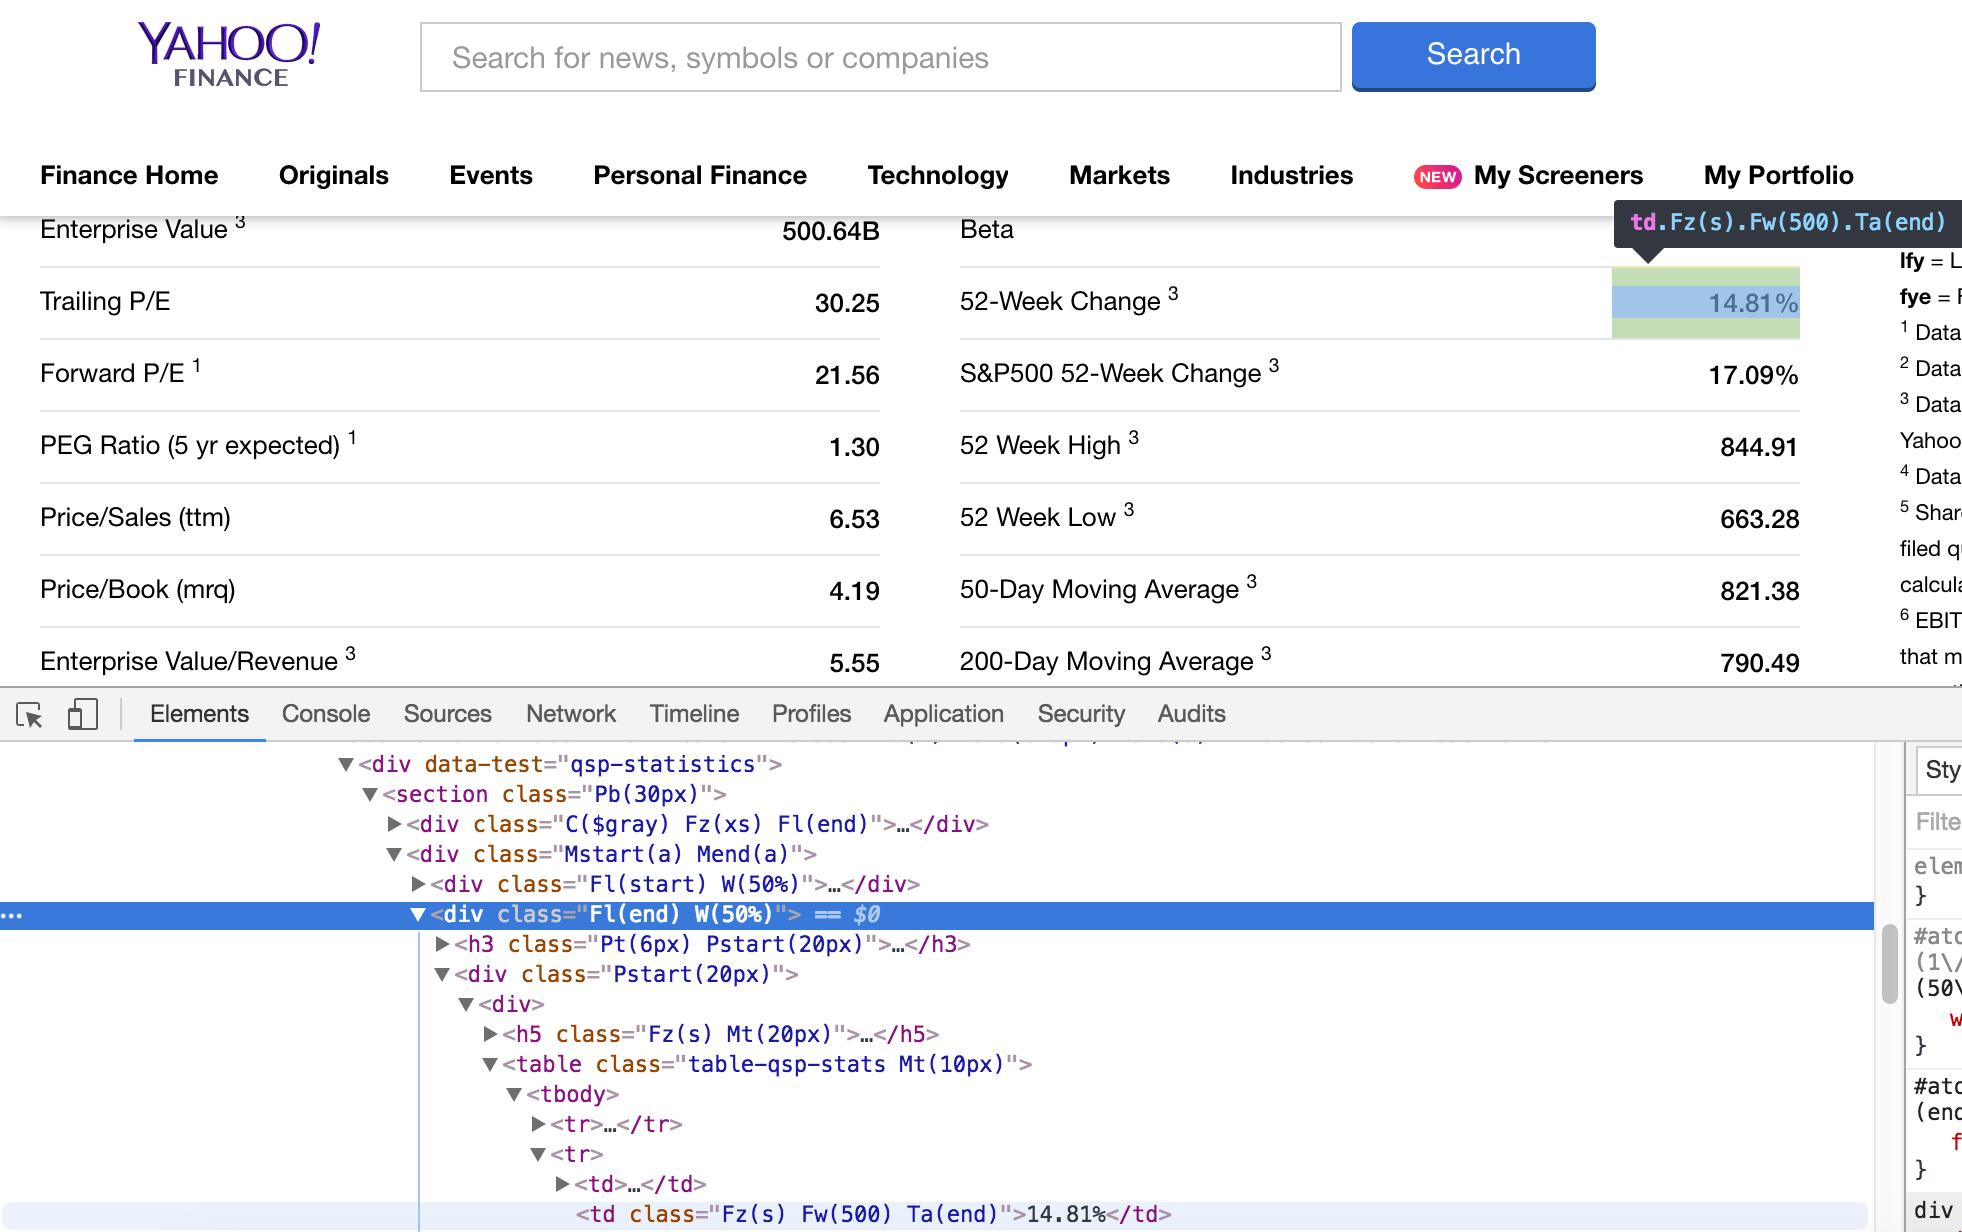 YAHOO!
FINANCE
Search for news, symbols or companies
Search
Finance Home Originals Events Personal Finance Technology Markets Industries NEW My Screeners My Portfolio
td.Fz(s).Fw(500).Ta(end)
Enterprise Value 3 500.64B
Trailing P/E 30.25
Forward P/E 1 21.56
PEG Ratio (5 yr expected) 1 1.30
Price/Sales (ttm) 6.53
Price/Book (mrq) 4.19
Enterprise Value/Revenue 3 5.55
Beta
52-Week Change 3 14.81%
S&P500 52-Week Change 3 17.09%
52 Week High 3 844.91
52 Week Low 3 663.28
50-Day Moving Average 3 821.38
200-Day Moving Average 3 790.49
lfy = L
fye = F
1 Data
2 Data
3 Data
Yahoo
4 Data
5 Shar
filed q
calcula
6 EBIT
that m
Elements Console Sources Network Timeline Profiles Application Security Audits
▼<div data-test="qsp-statistics">
▼<section class="Pb(30px)">
▶<div class="C($gray) Fz(xs) Fl(end)">…</div>
▼<div class="Mstart(a) Mend(a)">
▶<div class="Fl(start) W(50%)">…</div>
… ▼<div class="Fl(end) W(50%)"> == $0
▶<h3 class="Pt(6px) Pstart(20px)">…</h3>
▼<div class="Pstart(20px)">
▼<div>
▶<h5 class="Fz(s) Mt(20px)">…</h5>
▼<table class="table-qsp-stats Mt(10px)">
▼<tbody>
▶<tr>…</tr>
▼<tr>
▶<td>…</td>
<td class="Fz(s) Fw(500) Ta(end)">14.81%</td>
Sty
Filte
elem
}
#ato
(1\/
(50\
w
}
#ato
(end
f
}
div